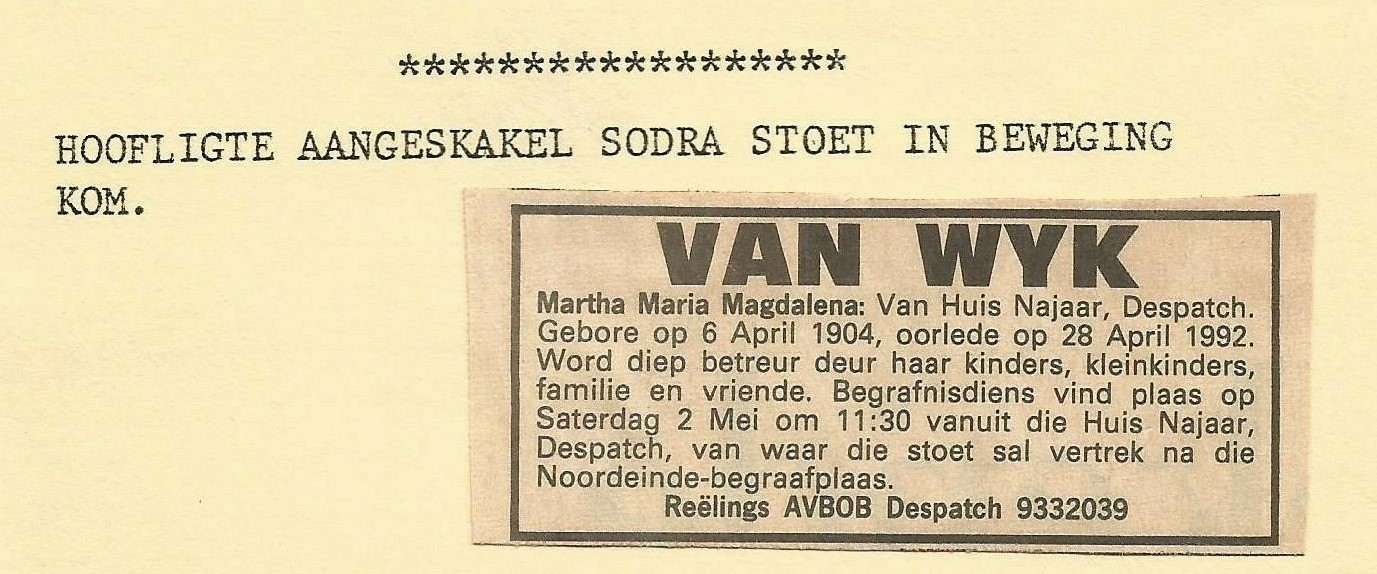 ******************
HOOFLIGTE AANGESKAKEL SODRA STOET IN BEWEGING
KOM.
VAN WYK
Martha Maria Magdalena: Van Huis Najaar, Despatch.
Gebore op 6 April 1904, oorlede op 28 April 1992.
Word diep betreur deur haar kinders, kleinkinders,
familie en vriende. Begrafnisdiens vind plaas op
Saterdag 2 Mei om 11:30 vanuit die Huis Najaar,
Despatch, van waar die stoet sal vertrek na die
Noordeinde-begraafplaas.
Reëlings AVBOB Despatch 9332039